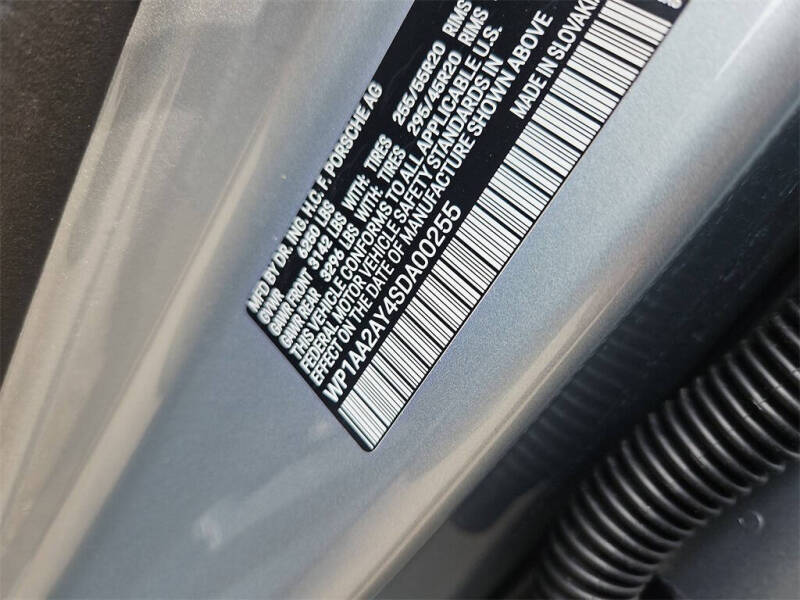 MFD BY DR. ING. H.C. F. PORSCHE AG
GVWR 6250 LBS
GAWR FRONT 3142 LBS WITH: TIRES 255/55R20 RIMS
GAWR REAR 3296 LBS WITH: TIRES 295/45R20 RIMS
THIS VEHICLE CONFORMS TO ALL APPLICABLE U.S.
FEDERAL MOTOR VEHICLE SAFETY STANDARDS IN
EFFECT ON DATE OF MANUFACTURE SHOWN ABOVE
WP1AA2AY4SDA00255 MADE IN SLOVAKI